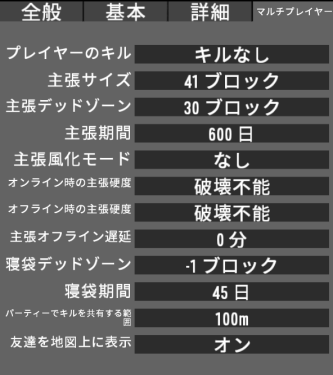 全般 基本 詳細 マルチプレイヤー
プレイヤーのキル キルなし
主張サイズ 41 ブロック
主張デッドゾーン 30 ブロック
主張期間 600 日
主張風化モード なし
オンライン時の主張硬度 破壊不能
オフライン時の主張硬度 破壊不能
主張オフライン遅延 0 分
寝袋デッドゾーン -1 ブロック
寝袋期間 45 日
パーティーでキルを共有する範
囲 100m
友達を地図上に表示 オン